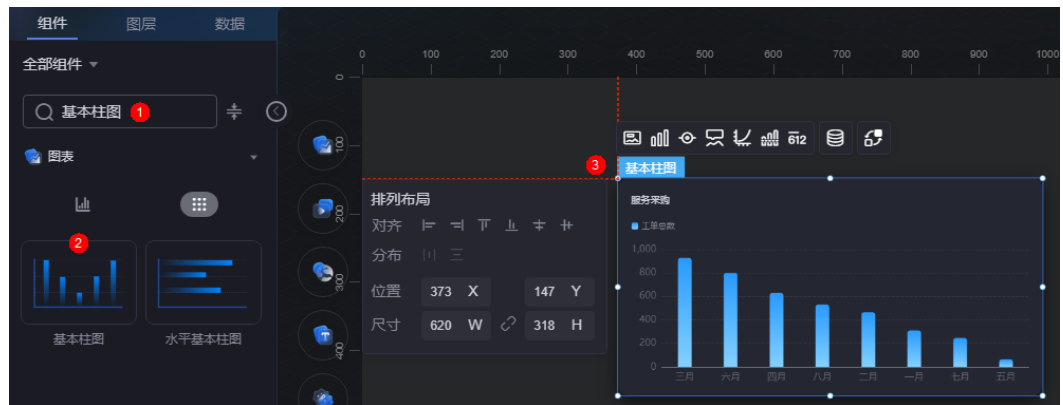 组件 图层 数据
全部组件
基本柱图 1
图表
2
基本柱图 水平基本柱图
0 100 200 300 400 500 600 700 800 900 1000
0
100
200
300
400
612
3
基本柱图
排列布局
对齐
分布
位置 373 X 147 Y
尺寸 620 W 318 H
服务采购
工单总数
1,000
800
600
400
200
0
三月 六月 四月 八月 二月 一月 七月 五月